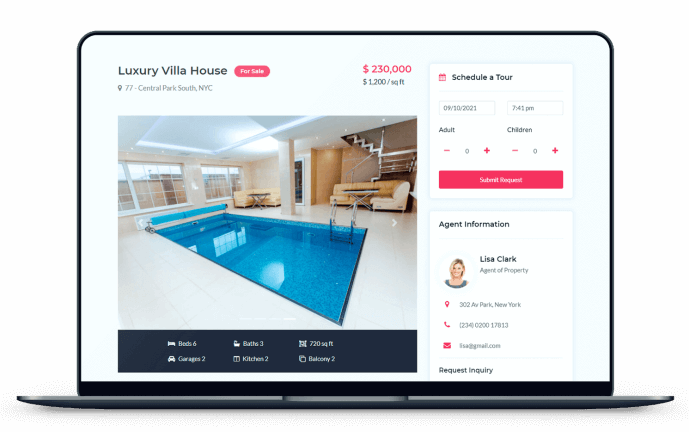 Luxury Villa House For Sale
$ 230,000
77 - Central Park South, NYC
$ 1,200 / sq ft
Beds 6 Baths 3 720 sq ft
Garages 2 Kitchen 2 Balcony 2
Schedule a Tour
09/10/2021 7:41 pm
Adult Children
− 0 + − 0 +
Submit Request
Agent Information
Lisa Clark
Agent of Property
302 Av Park, New York
(234) 0200 17813
lisa@gmail.com
Request Inquiry